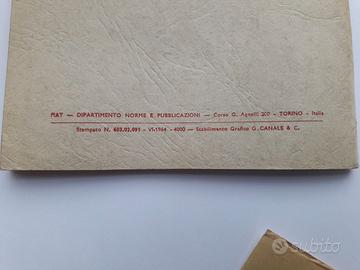 FIAT — DIPARTIMENTO NORME E PUBBLICAZIONI — Corso G. Agnelli 200 - TORINO - Italia
Stampato N. 603.02.091 - VI-1964 - 4000 — Stabilimento Grafico G. CANALE & C.
subito